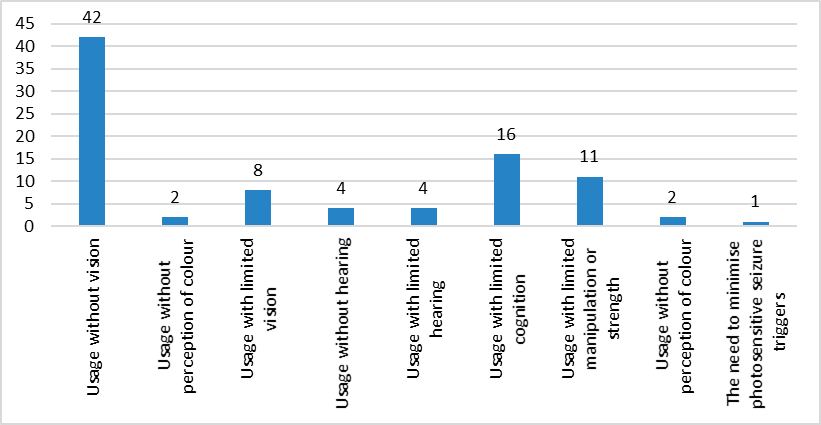 45
40
35
30
25
20
15
10
5
0
42
2
8
4
4
16
11
2
1
Usage without vision
Usage without
perception of colour
Usage with limited
vision
Usage without hearing
Usage with limited
hearing
Usage with limited
cognition
Usage with limited
manipulation or
strength
Usage without
perception of colour
The need to minimise
photosensitive seizure
triggers